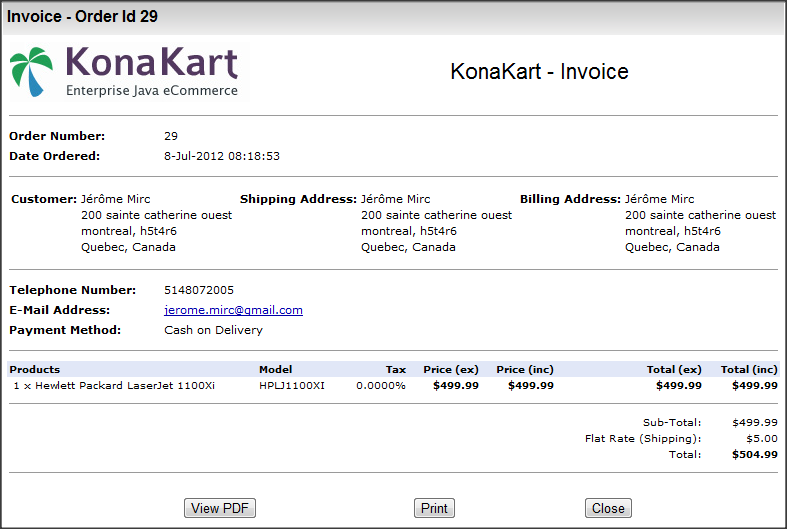 Invoice - Order Id 29
KonaKart
Enterprise Java eCommerce
KonaKart - Invoice
Order Number: 29
Date Ordered: 8-Jul-2012 08:18:53
Customer: Jérôme Mirc Shipping Address: Jérôme Mirc Billing Address: Jérôme Mirc
200 sainte catherine ouest 200 sainte catherine ouest 200 sainte catherine ouest
montreal, h5t4r6 montreal, h5t4r6 montreal, h5t4r6
Quebec, Canada Quebec, Canada Quebec, Canada
Telephone Number: 5148072005
E-Mail Address: jerome.mirc@gmail.com
Payment Method: Cash on Delivery
Products Model Tax Price (ex) Price (inc) Total (ex) Total (inc)
1 x Hewlett Packard LaserJet 1100Xi HPLJ1100XI 0.0000% $499.99 $499.99 $499.99 $499.99
Sub-Total: $499.99
Flat Rate (Shipping): $5.00
Total: $504.99
View PDF Print Close